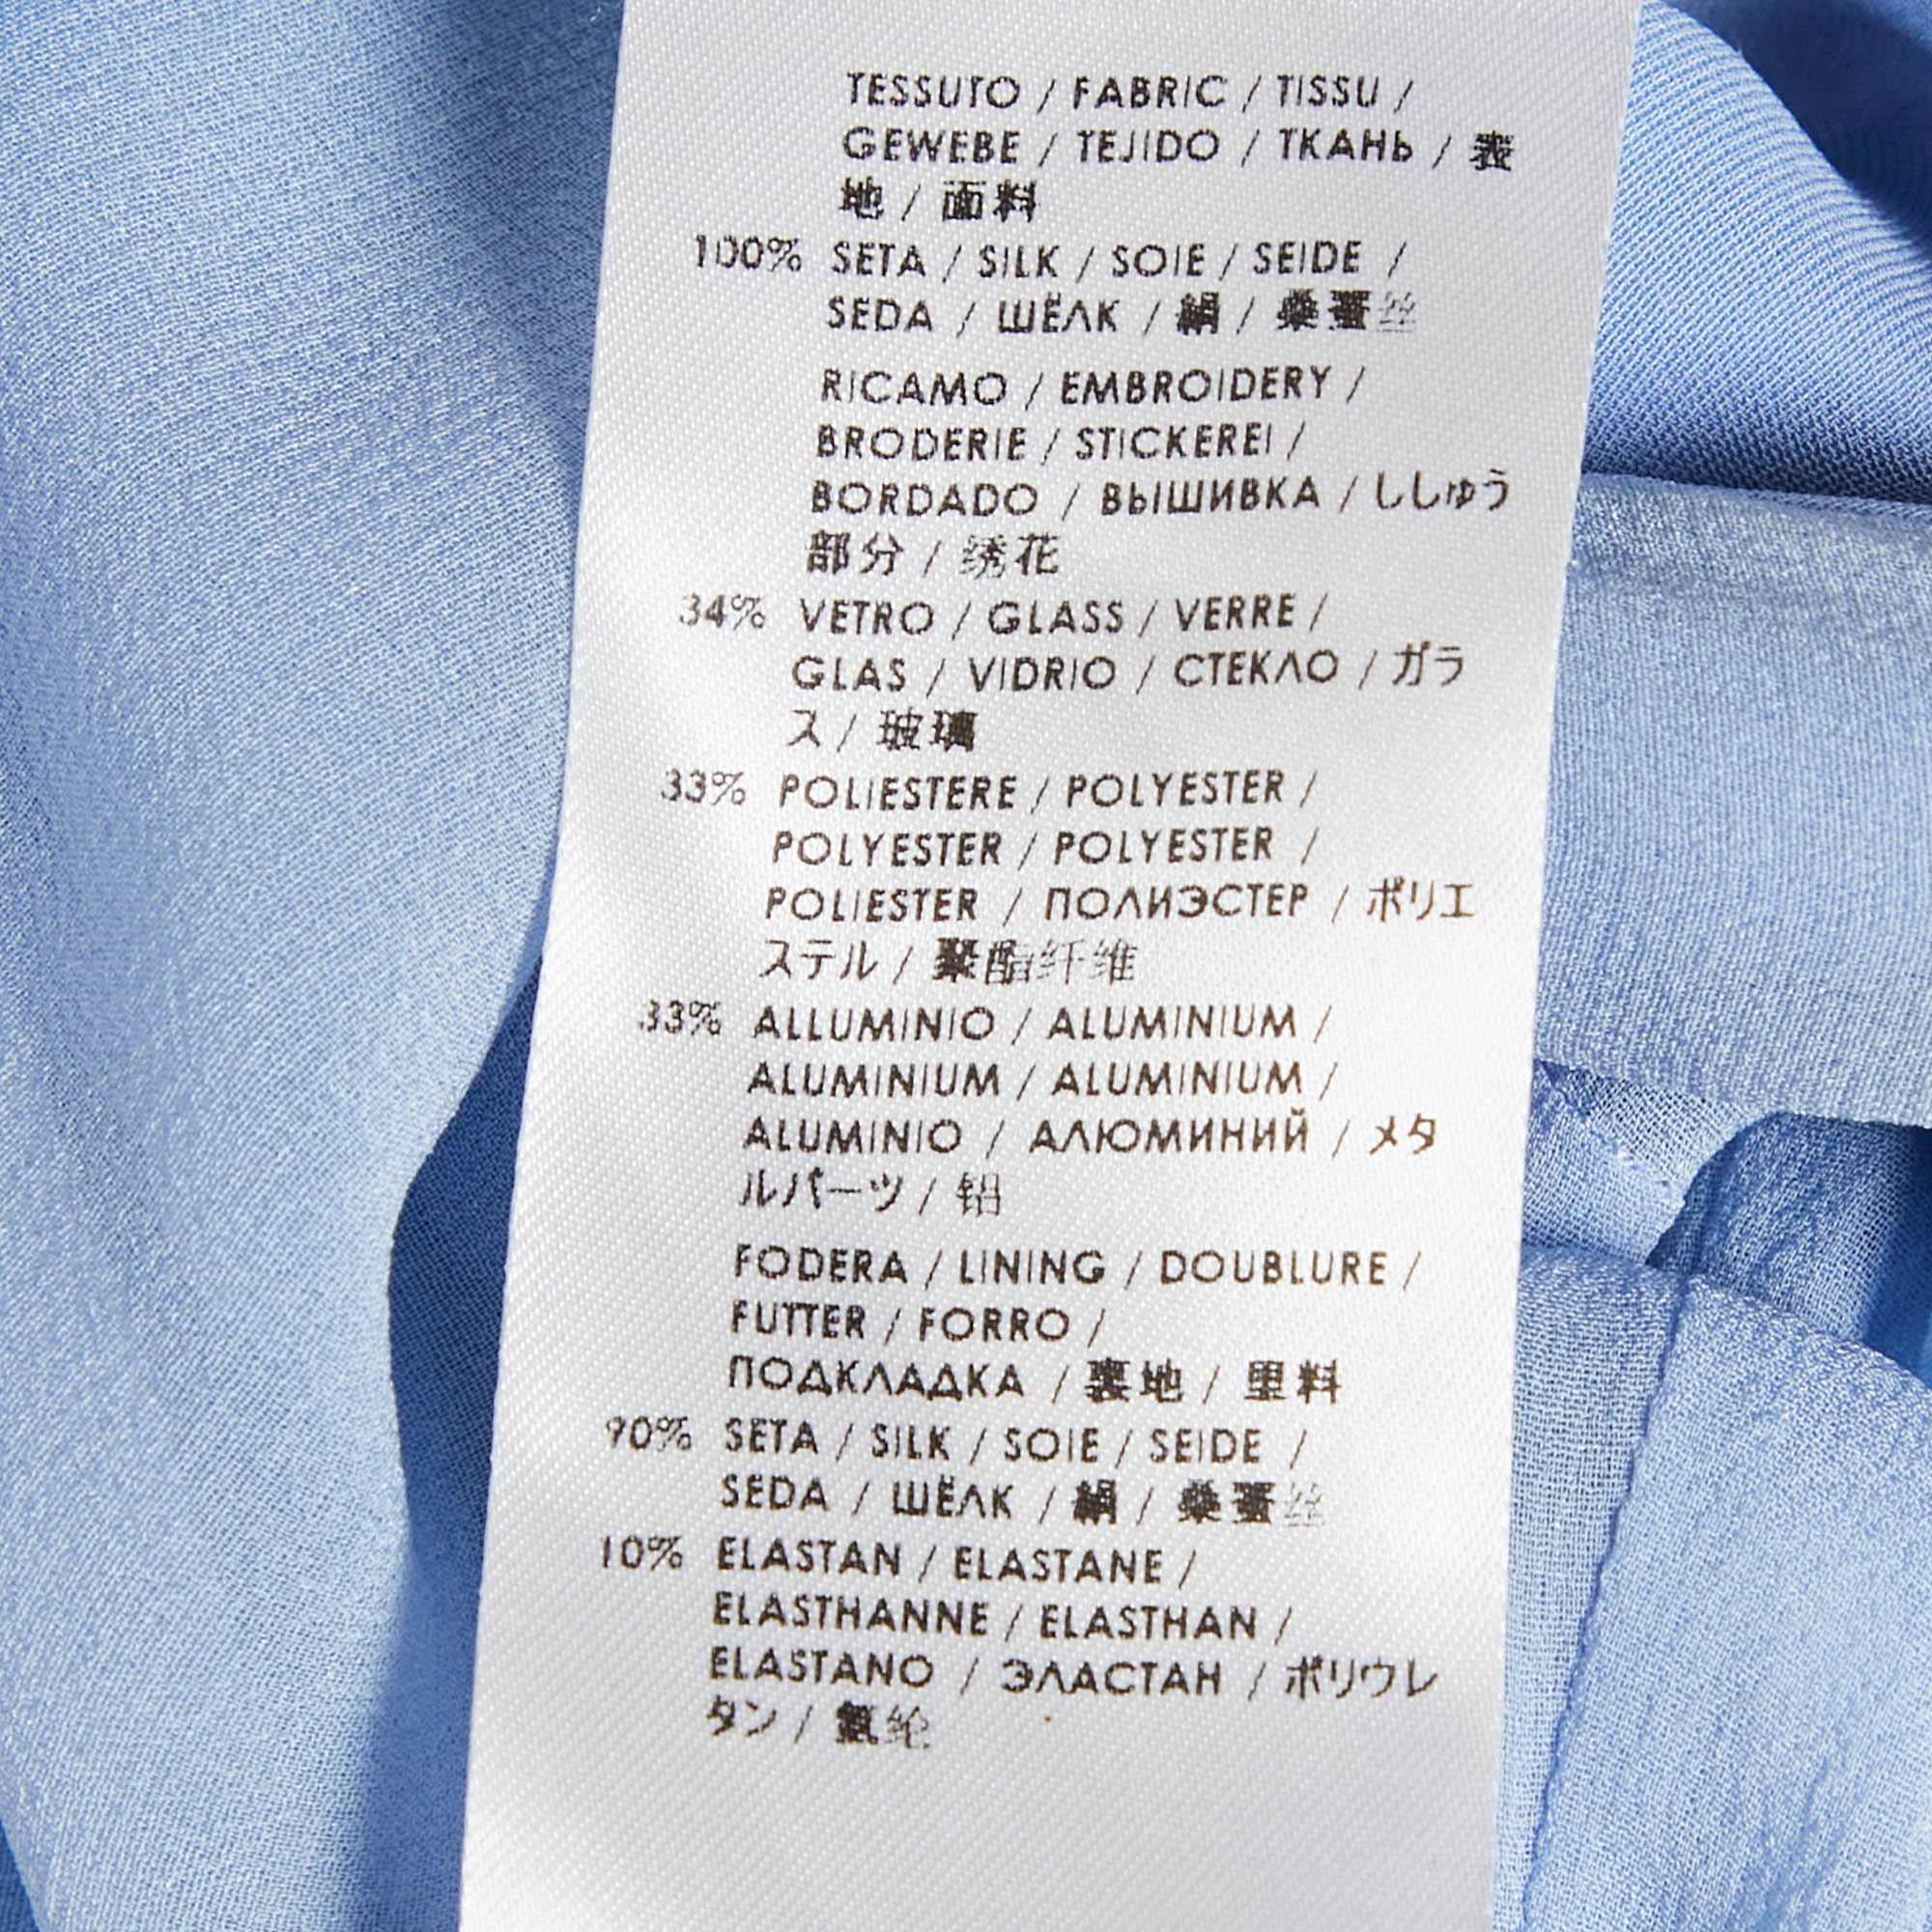 TESSUTO / FABRIC / TISSU /
GEWEBE / TEJIDO / ТКАНЬ / 表
地 / 面料
100% SETA / SILK / SOIE / SEIDE /
SEDA / ШЁЛК / 絹 / 桑蚕丝
RICAMO / EMBROIDERY /
BRODERIE / STICKEREI /
BORDADO / ВЫШИВКА / ししゅう
部分 / 绣花
34% VETRO / GLASS / VERRE /
GLAS / VIDRIO / СТЕКЛО / ガラ
ス / 玻璃
33% POLIESTERE / POLYESTER /
POLYESTER / POLYESTER /
POLIESTER / ПОЛИЭСТЕР / ポリエ
ステル / 聚酯纤维
33% ALLUMINIO / ALUMINIUM /
ALUMINIUM / ALUMINIUM /
ALUMINIO / АЛЮМИНИЙ / メタ
ルパーツ / 铝
FODERA / LINING / DOUBLURE /
FUTTER / FORRO /
ПОДКЛАДКА / 裏地 / 里料
90% SETA / SILK / SOIE / SEIDE /
SEDA / ШЁЛК / 絹 / 桑蚕丝
10% ELASTAN / ELASTANE /
ELASTHANNE / ELASTHAN /
ELASTANO / ЭЛАСТАН / ポリウレ
タン / 氨纶